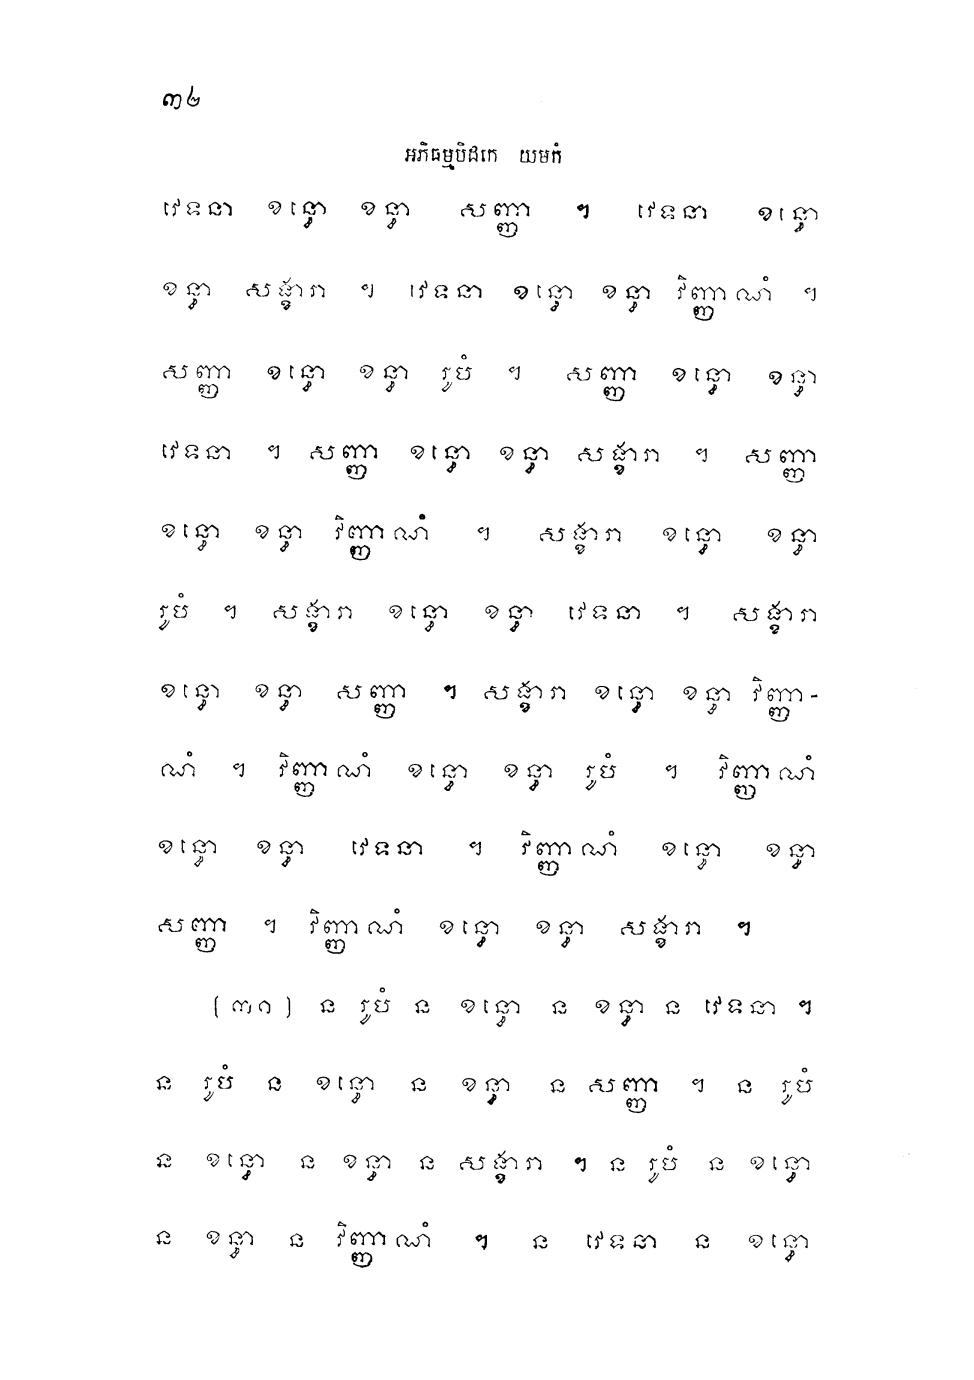 ៣២
អភិធម្មបិដកេ យមកំ
វេទនា ខន្ធោ ខន្ធា សញ្ញា ។ វេទនា ខន្ធោ
ខន្ធា សង្ខារា ។ វេទនា ខន្ធោ ខន្ធា វិញ្ញាណំ ។
សញ្ញា ខន្ធោ ខន្ធា រូបំ ។ សញ្ញា ខន្ធោ ខន្ធា
វេទនា ។ សញ្ញា ខន្ធោ ខន្ធា សង្ខារា ។ សញ្ញា
ខន្ធោ ខន្ធា វិញ្ញាណំ ។ សង្ខារា ខន្ធោ ខន្ធា
រូបំ ។ សង្ខារា ខន្ធោ ខន្ធា វេទនា ។ សង្ខារា
ខន្ធោ ខន្ធា សញ្ញា ។ សង្ខារា ខន្ធោ ខន្ធា វិញ្ញា-
ណំ ។ វិញ្ញាណំ ខន្ធោ ខន្ធា រូបំ ។ វិញ្ញាណំ
ខន្ធោ ខន្ធា វេទនា ។ វិញ្ញាណំ ខន្ធោ ខន្ធា
សញ្ញា ។ វិញ្ញាណំ ខន្ធោ ខន្ធា សង្ខារា ។
(៣១) ន រូបំ ន ខន្ធោ ន ខន្ធា ន វេទនា ។
ន រូបំ ន ខន្ធោ ន ខន្ធា ន សញ្ញា ។ ន រូបំ
ន ខន្ធោ ន ខន្ធា ន សង្ខារា ។ ន រូបំ ន ខន្ធោ
ន ខន្ធា ន វិញ្ញាណំ ។ ន វេទនា ន ខន្ធោ